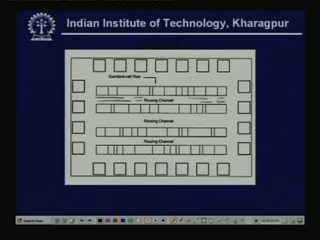 Indian Institute of Technology, Kharagpur
Standard-cell Row
Routing Channel
Routing Channel
Routing Channel